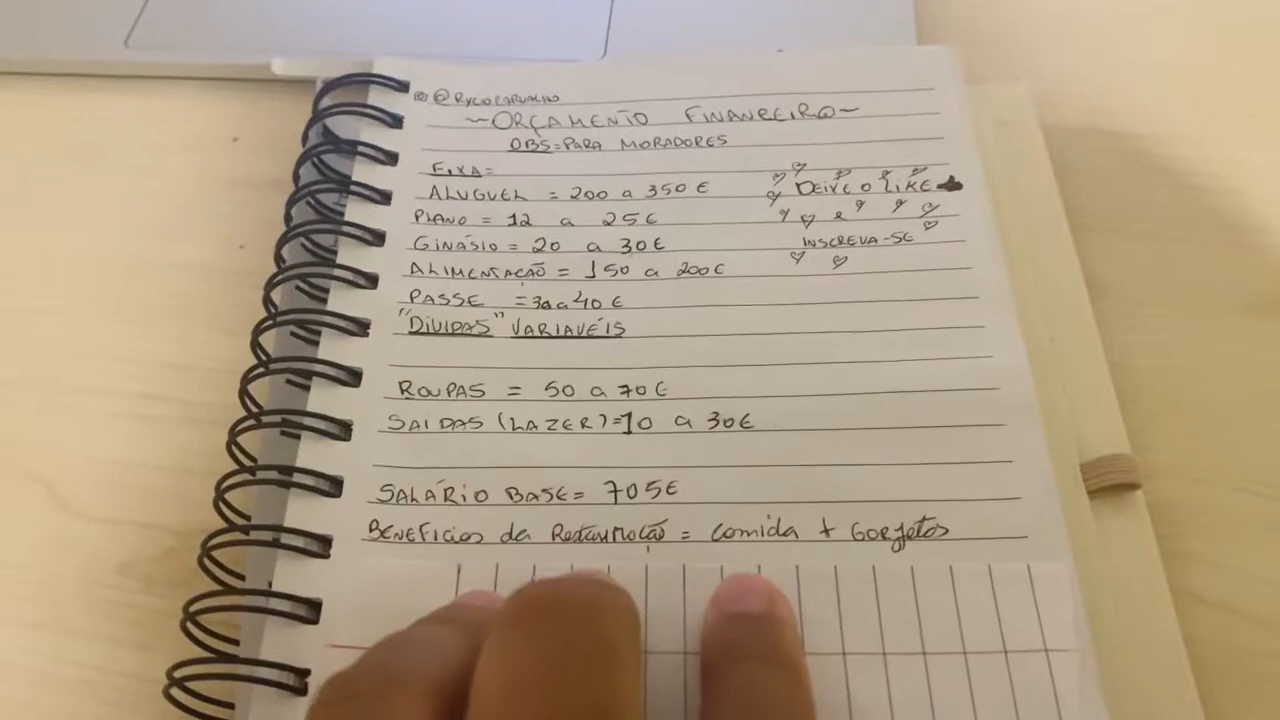 @RYCOCARVALHO
~ORÇAMENTO FINANCEIRO~
OBS=PARA MORADORES
FIXA=
ALUGUEL = 200 a 350€
DEIXE O LIKE
PLANO = 12 a 25€
GINÁSIO = 20 a 30€
INSCREVA-SE
ALIMENTAÇÃO = 150 a 200€
PASSE = 30 a 40€
"DIVIDAS" VARIAVÉIS
ROUPAS = 50 a 70€
SAIDAS (LAZER)=10 a 30€
SALÁRIO BASE= 705€
BENEFICIOS da Restauração = comida + GORJETAS